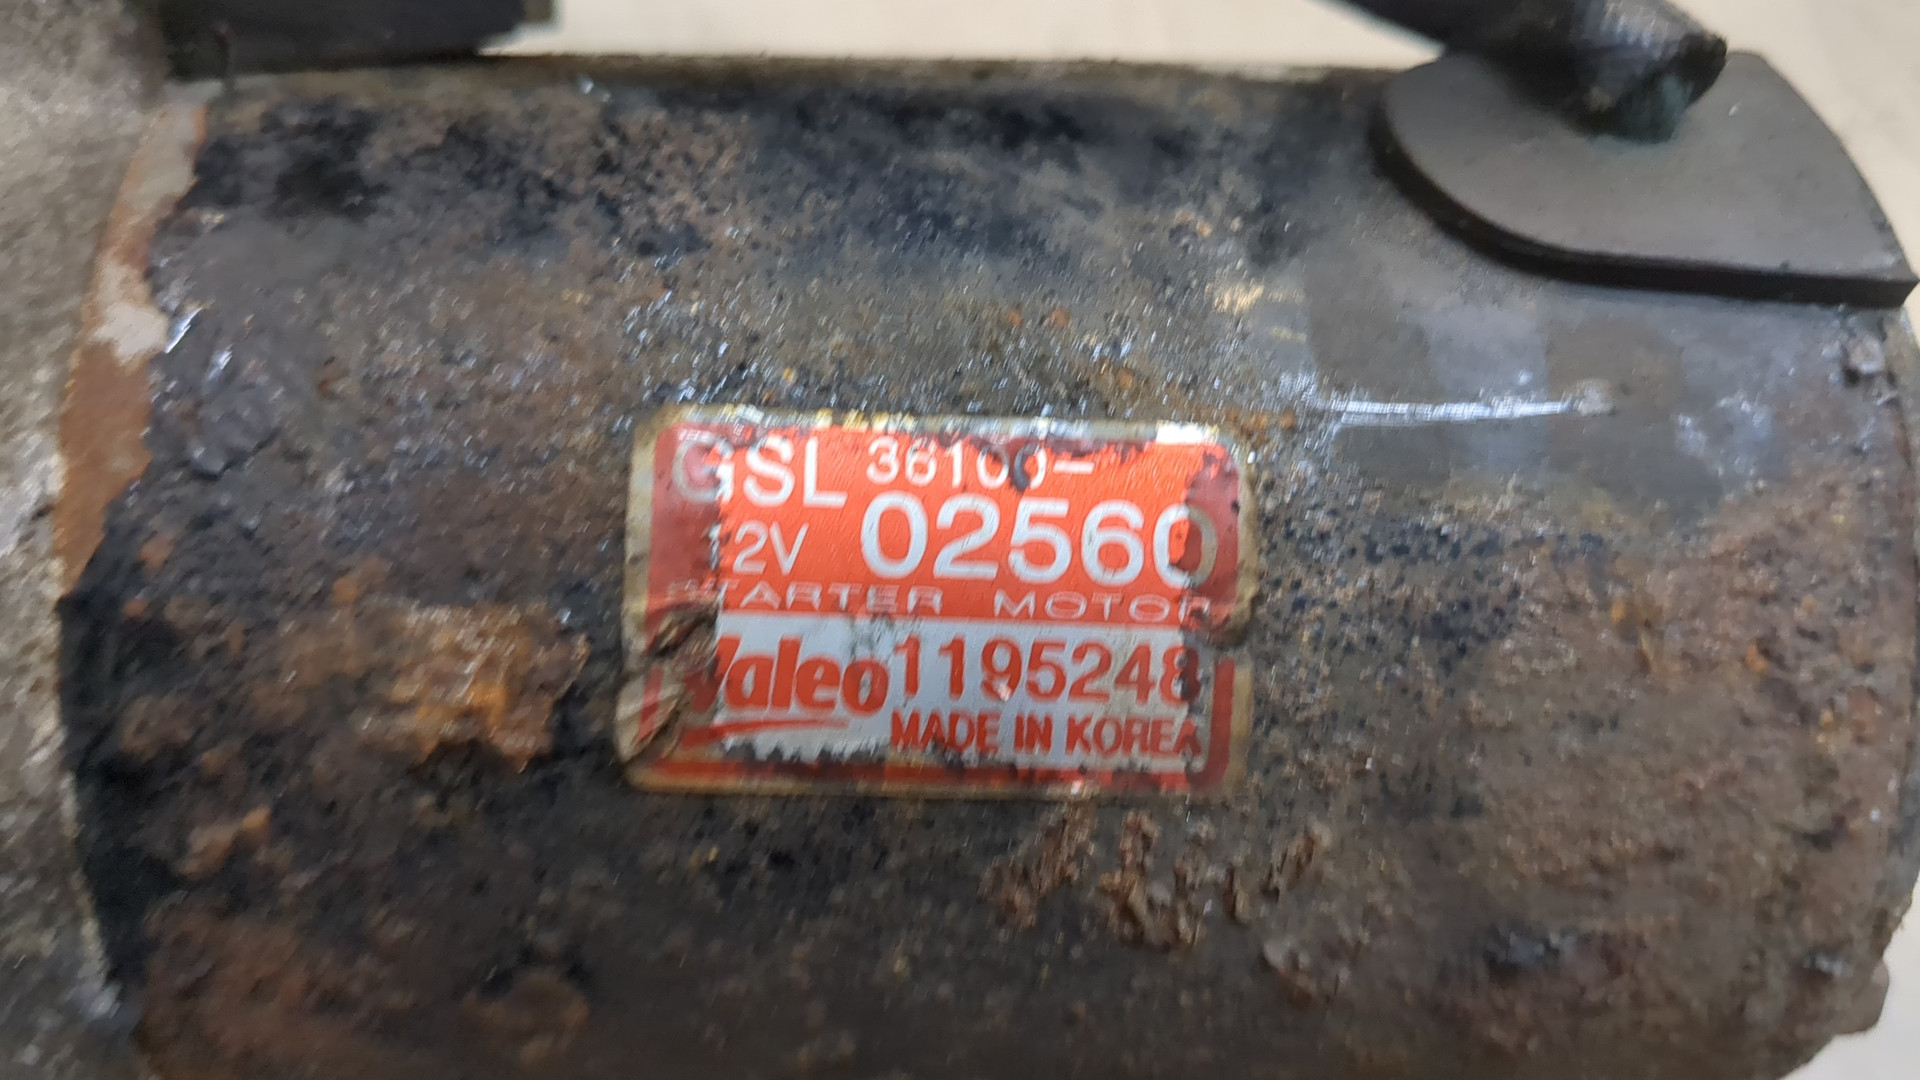 GSL 36100-
12V 02560
STARTER MOTOR
Valeo 1195248
MADE IN KOREA